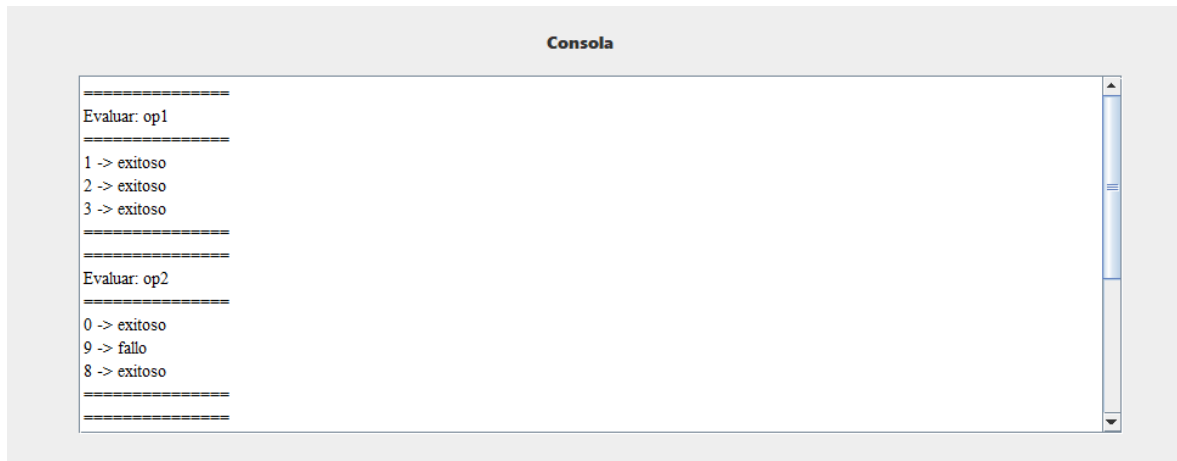 Consola
===============
Evaluar: op1
===============
1 -> exitoso
2 -> exitoso
3 -> exitoso
===============
===============
Evaluar: op2
===============
0 -> exitoso
9 -> fallo
8 -> exitoso
===============
===============